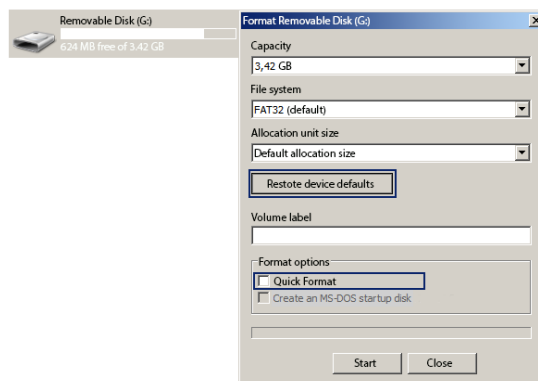 Removable Disk (G:)
624 MB free of 3.42 GB
Format Removable Disk (G:)
Capacity
3,42 GB
File system
FAT32 (default)
Allocation unit size
Default allocation size
Restote device defaults
Volume label
Format options
Quick Format
Create an MS-DOS startup disk
Start
Close